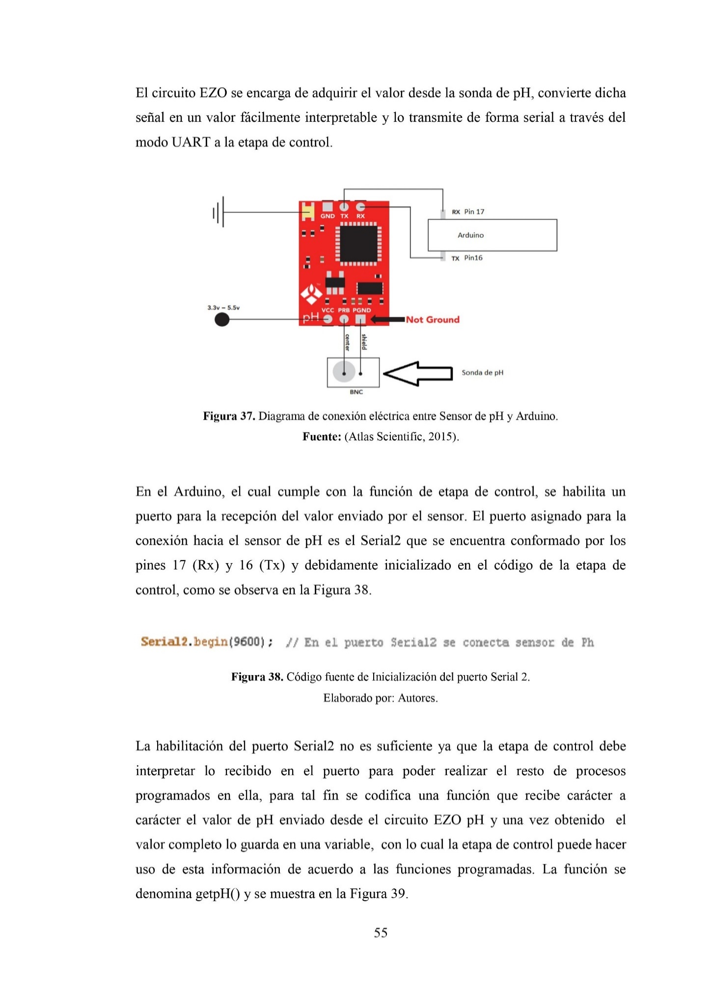 El circuito EZO se encarga de adquirir el valor desde la sonda de pH, convierte dicha
señal en un valor fácilmente interpretable y lo transmite de forma serial a través del
modo UART a la etapa de control.
GND TX RX
RX Pin 17
Arduino
TX Pin16
3.3v – 5.5v
VCC PRB PGND
pH
Not Ground
center
shield
Sonda de pH
BNC
Figura 37. Diagrama de conexión eléctrica entre Sensor de pH y Arduino.
Fuente: (Atlas Scientific, 2015).
En el Arduino, el cual cumple con la función de etapa de control, se habilita un
puerto para la recepción del valor enviado por el sensor. El puerto asignado para la
conexión hacia el sensor de pH es el Serial2 que se encuentra conformado por los
pines 17 (Rx) y 16 (Tx) y debidamente inicializado en el código de la etapa de
control, como se observa en la Figura 38.
Serial2.begin(9600); // En el puerto Serial2 se conecta sensor de Ph
Figura 38. Código fuente de Inicialización del puerto Serial 2.
Elaborado por: Autores.
La habilitación del puerto Serial2 no es suficiente ya que la etapa de control debe
interpretar lo recibido en el puerto para poder realizar el resto de procesos
programados en ella, para tal fin se codifica una función que recibe carácter a
carácter el valor de pH enviado desde el circuito EZO pH y una vez obtenido el
valor completo lo guarda en una variable, con lo cual la etapa de control puede hacer
uso de esta información de acuerdo a las funciones programadas. La función se
denomina getpH() y se muestra en la Figura 39.
55